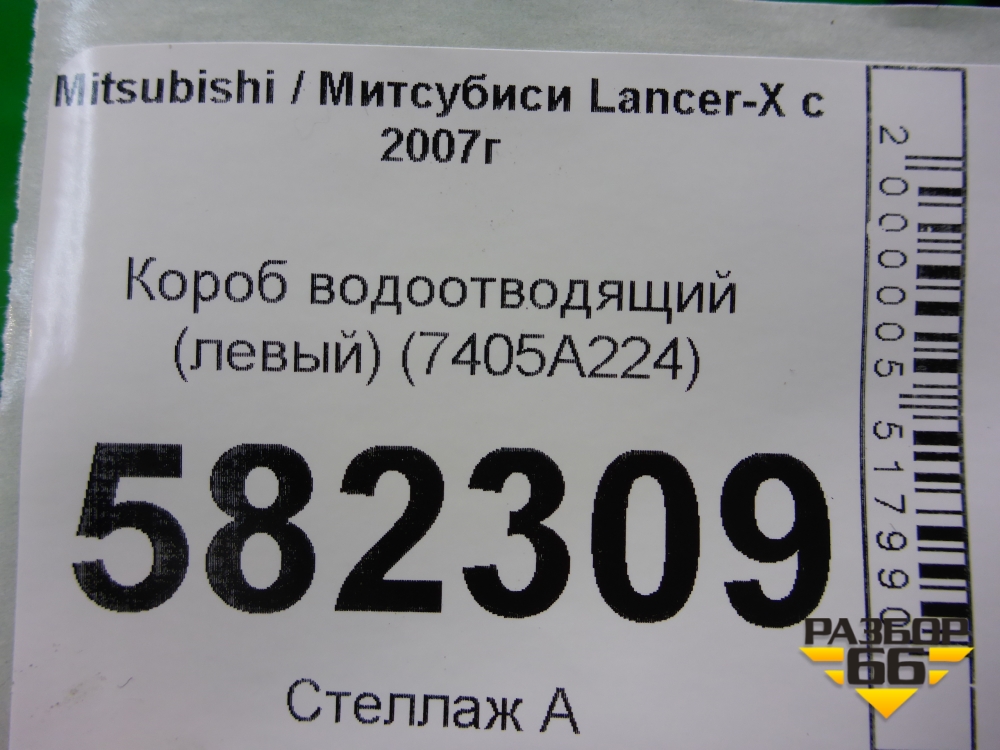 Mitsubishi / Митсубиси Lancer-X с
2007г
Короб водоотводящий
(левый) (7405A224)
582309
Стеллаж А
2000005517990
РАЗБОР
66